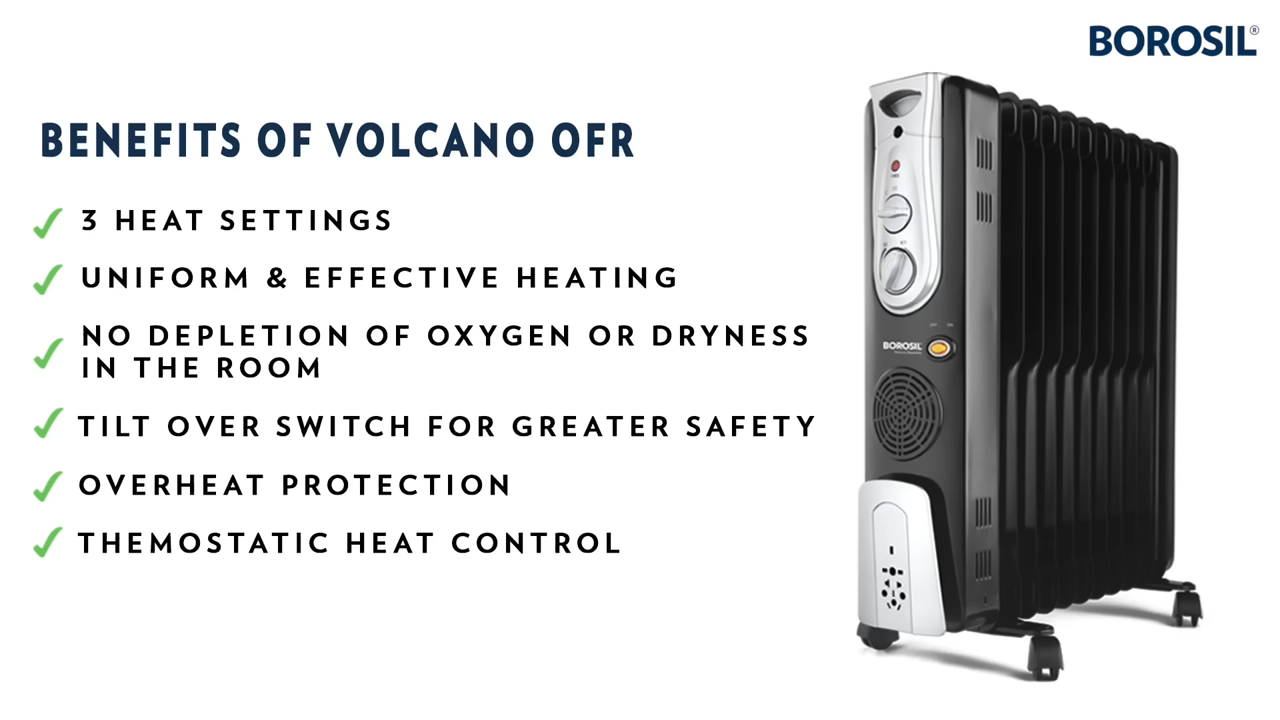 BOROSIL®
BENEFITS OF VOLCANO OFR
3 HEAT SETTINGS
UNIFORM & EFFECTIVE HEATING
NO DEPLETION OF OXYGEN OR DRYNESS
IN THE ROOM
TILT OVER SWITCH FOR GREATER SAFETY
OVERHEAT PROTECTION
THEMOSTATIC HEAT CONTROL
BOROSIL